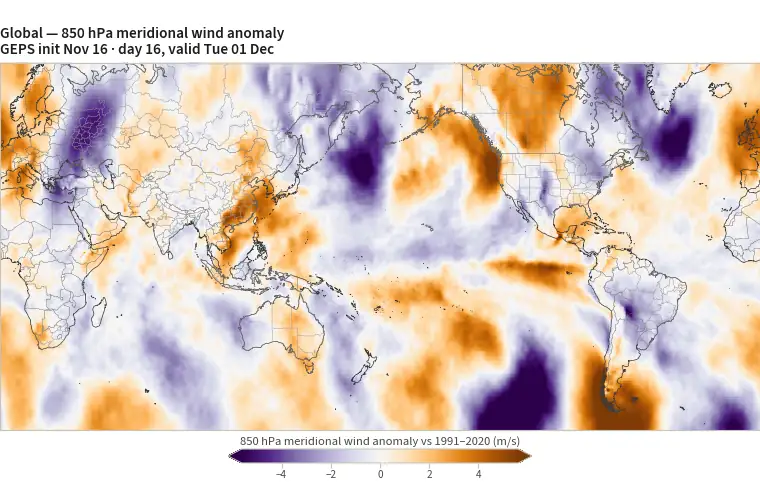 Global — 850 hPa meridional wind anomaly
GEPS init Nov 16 · day 16, valid Tue 01 Dec
850 hPa meridional wind anomaly vs 1991–2020 (m/s)
−4 −2 0 2 4